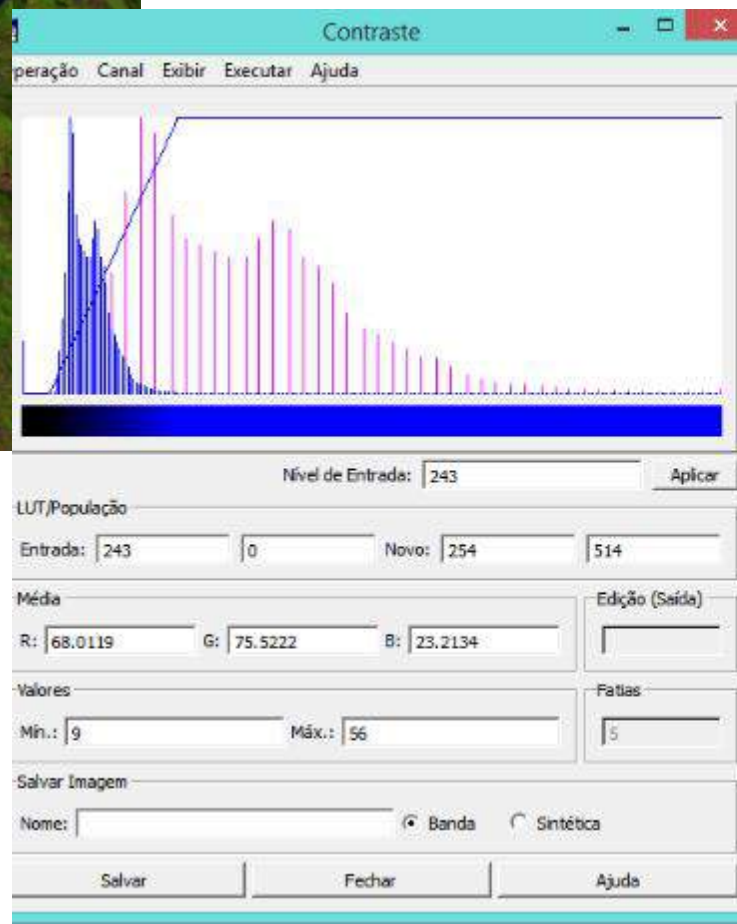 Contraste
peração Canal Exibir Executar Ajuda
Nível de Entrada: 243 Aplicar
LUT/População
Entrada: 243 0 Novo: 254 514
Média Edição (Saída)
R: 68.0119 G: 75.5222 B: 23.2134
Valores Fatias
Mín.: 9 Máx.: 56 5
Salvar Imagem
Nome: Banda Sintética
Salvar Fechar Ajuda